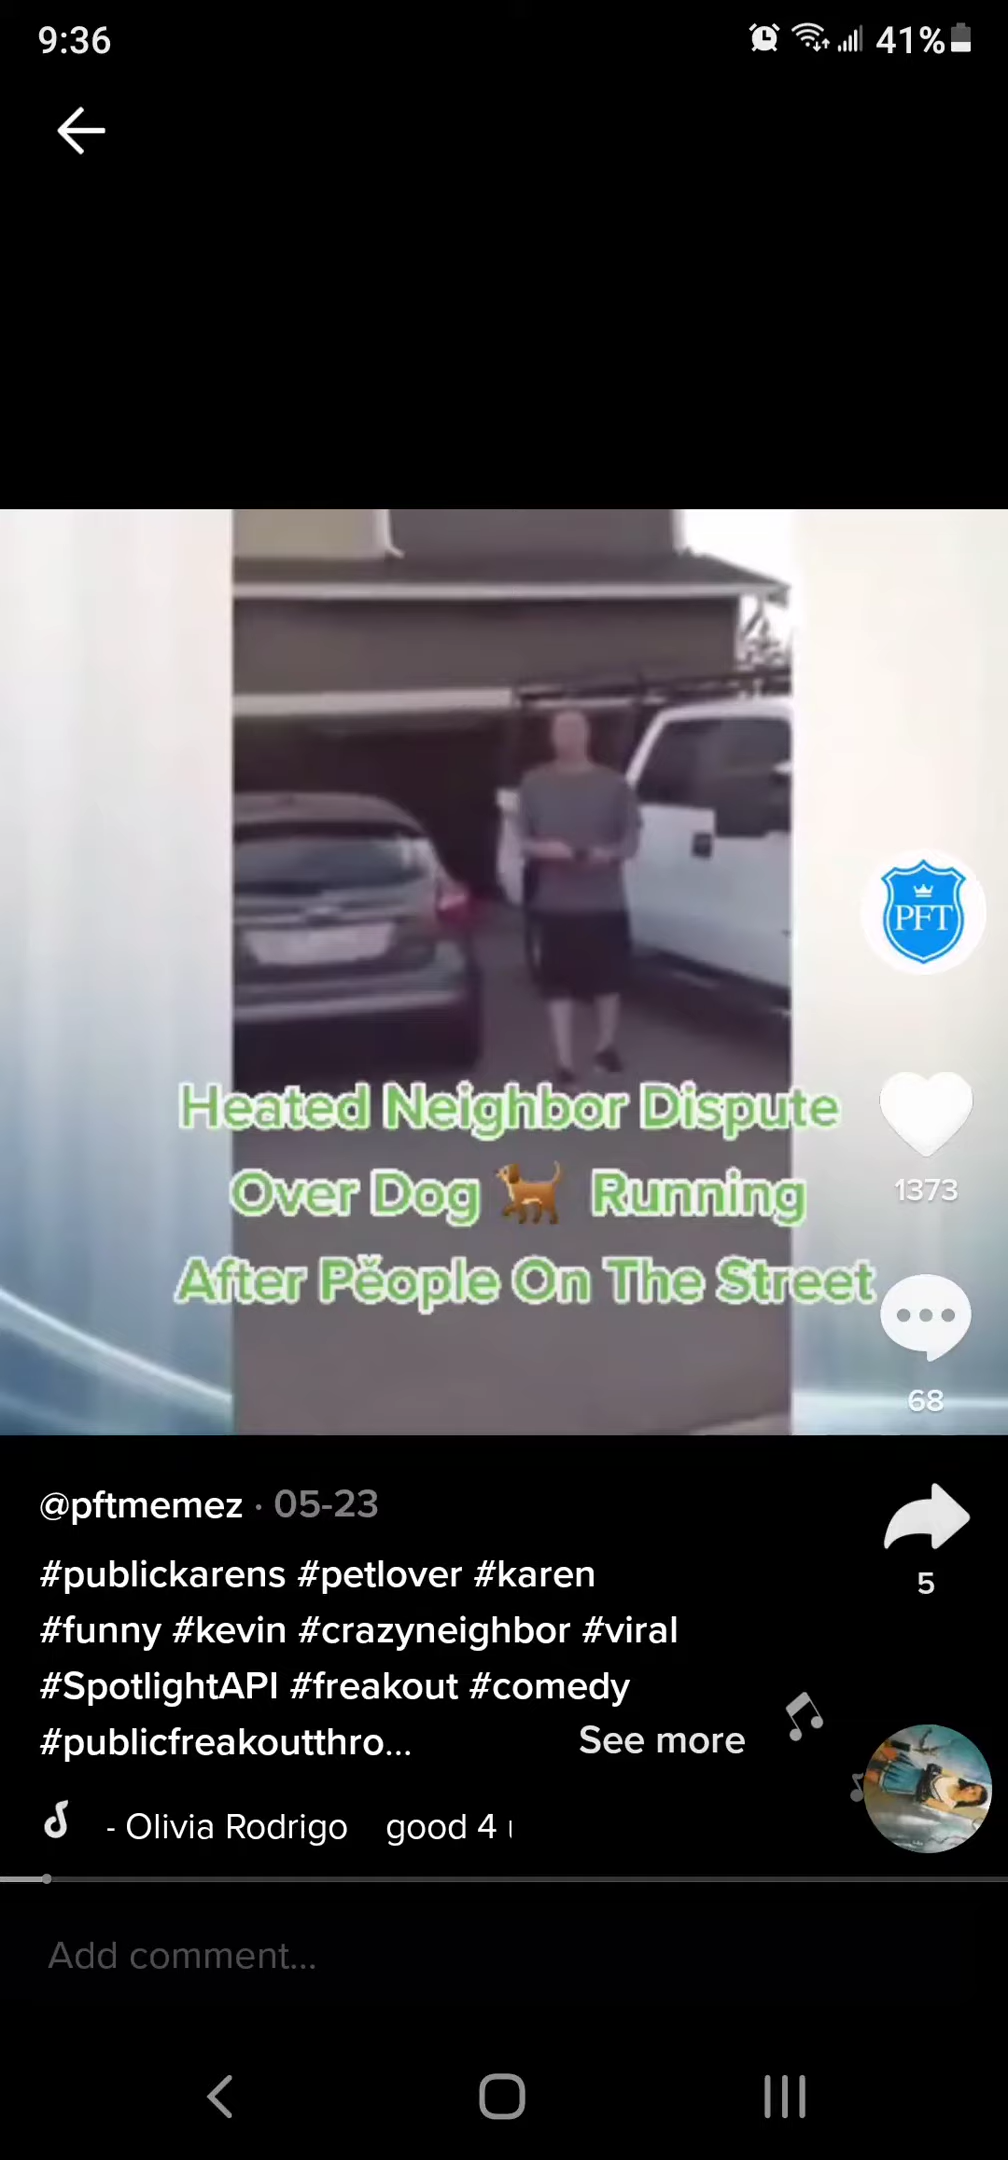 9:36
41%
PFT
Heated Neighbor Dispute
Over Dog 🐕 Running
After Pĕople On The Street
1373
68
@pftmemez · 05-23
5
#publickarens #petlover #karen
#funny #kevin #crazyneighbor #viral
#SpotlightAPI #freakout #comedy
#publicfreakoutthro... See more
- Olivia Rodrigo good 4
Add comment...